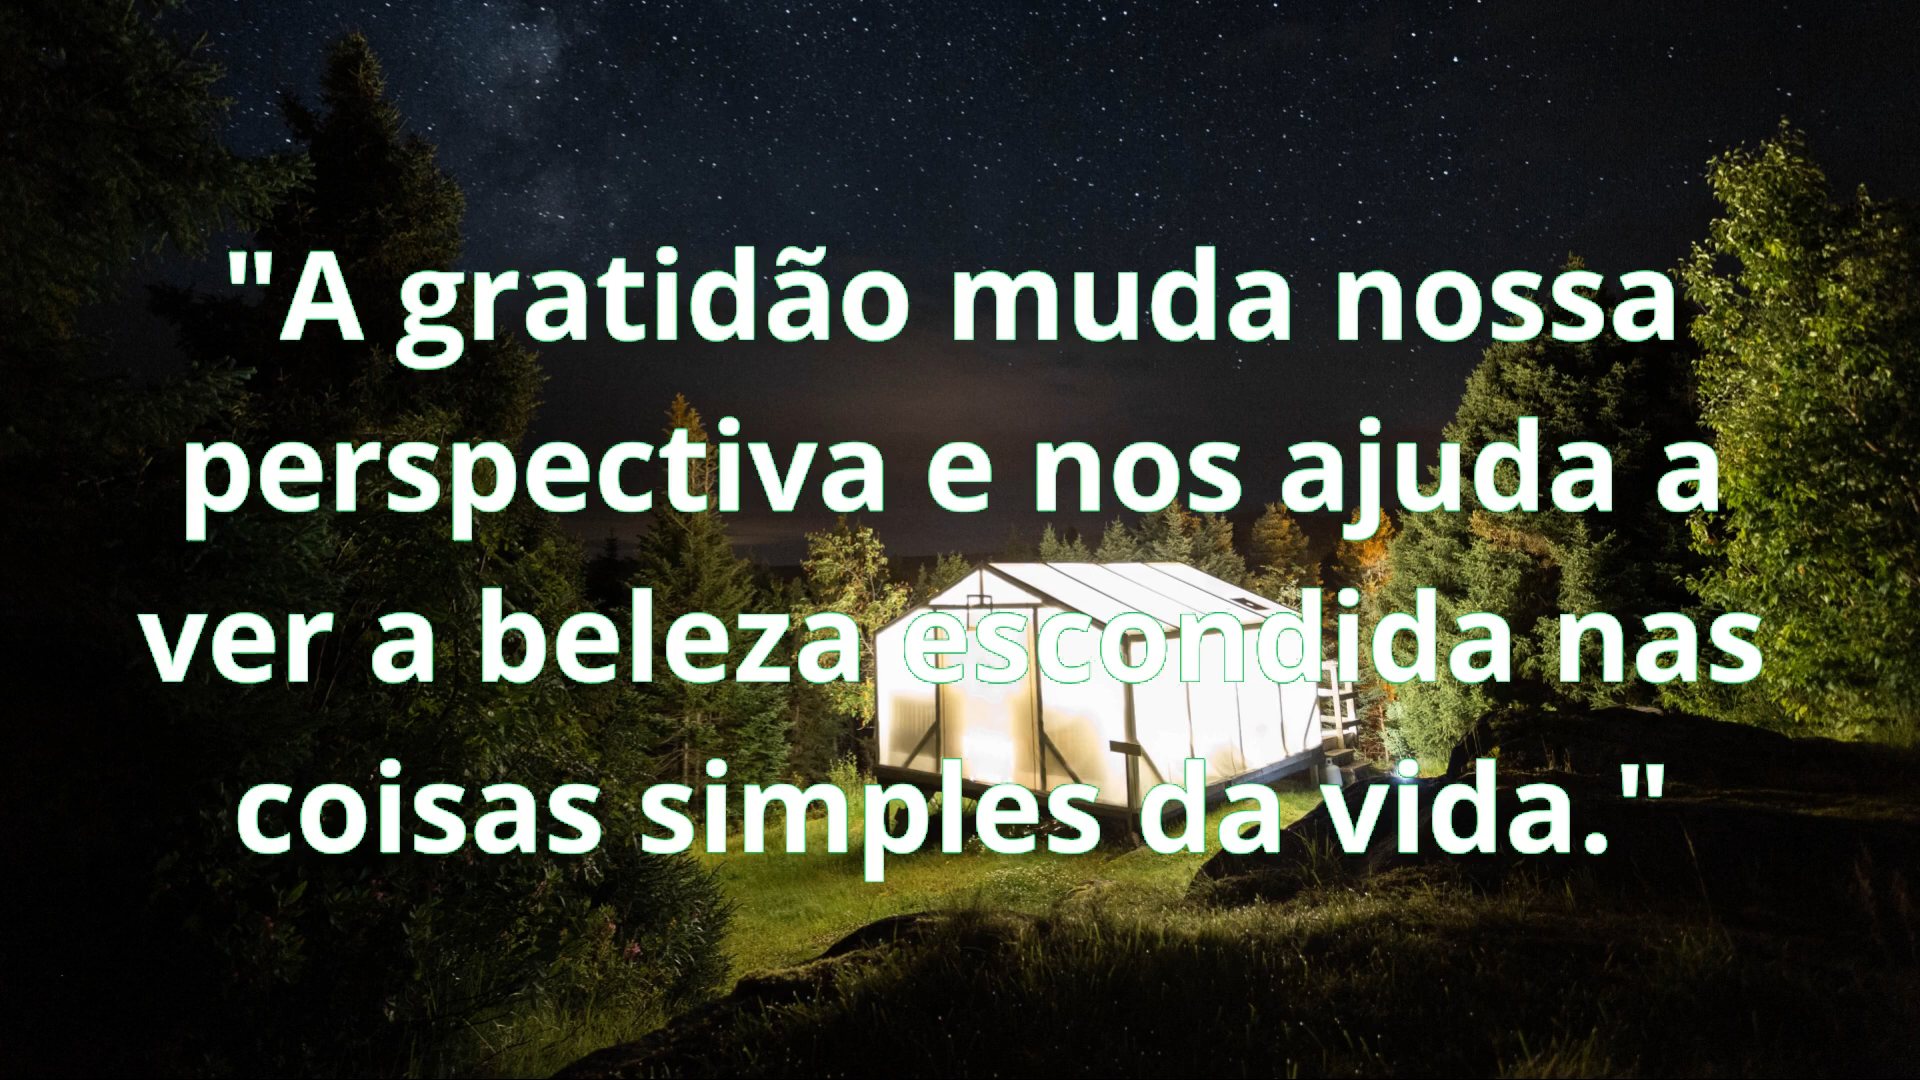 "A gratidão muda nossa
perspectiva e nos ajuda a
ver a beleza escondida nas
coisas simples da vida."